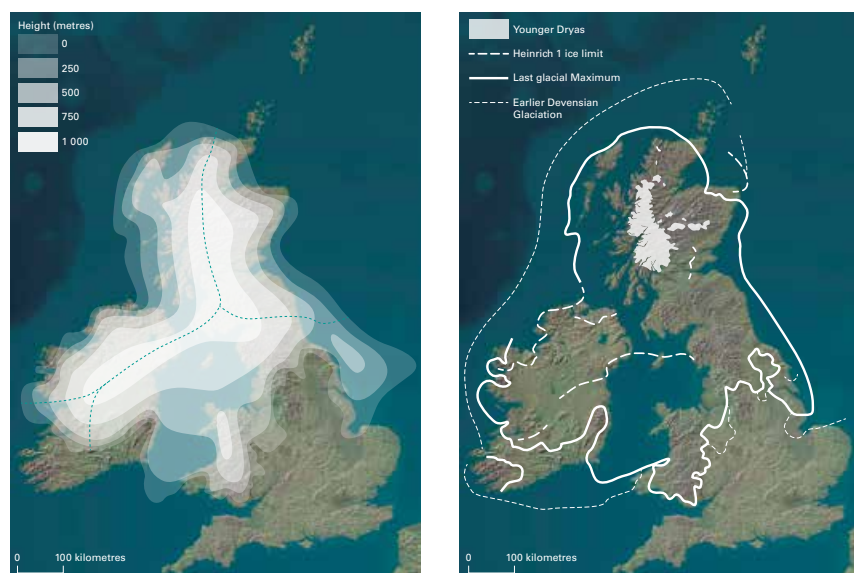 Height (metres)
0
250
500
750
1 000
0 100 kilometres
Younger Dryas
Heinrich 1 ice limit
Last glacial Maximum
Earlier Devensian
Glaciation
0 100 kilometres